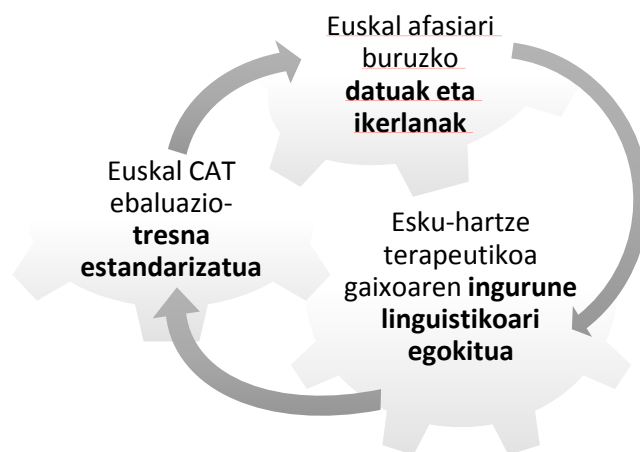 Euskal afasiari
buruzko
datuak eta
ikerlanak
Euskal CAT
ebaluazio-
tresna
estandarizatua
Esku-hartze
terapeutikoa
gaixoaren ingurune
linguistikoari
egokitua